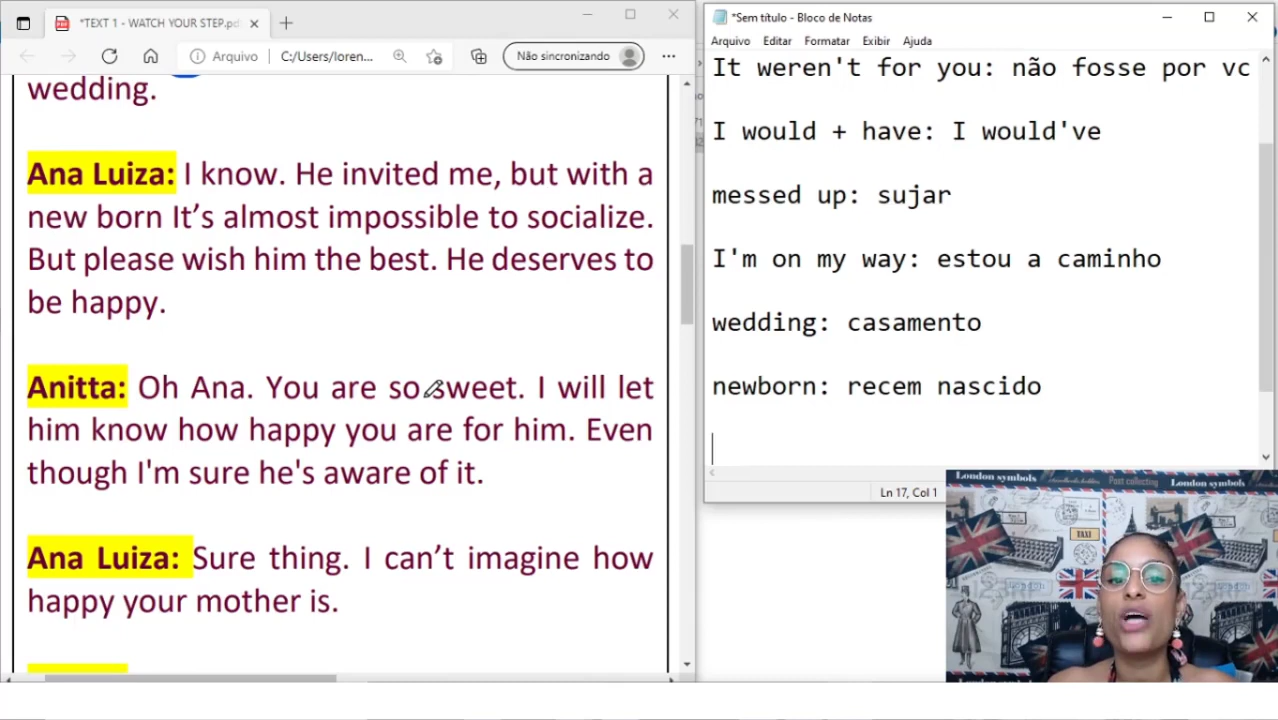 *TEXT 1 - WATCH YOUR STEP.pdf
Arquivo
C:/Users/loren...
Não sincronizando
wedding.
Ana Luiza: I know. He invited me, but with a
new born It's almost impossible to socialize.
But please wish him the best. He deserves to
be happy.
Anitta: Oh Ana. You are so sweet. I will let
him know how happy you are for him. Even
though I'm sure he's aware of it.
Ana Luiza: Sure thing. I can't imagine how
happy your mother is.
*Sem título - Bloco de Notas
Arquivo Editar Formatar Exibir Ajuda
It weren't for you: não fosse por vc
I would + have: I would've
messed up: sujar
I'm on my way: estou a caminho
wedding: casamento
newborn: recem nascido
Ln 17, Col 1
London symbols
Post collecting
London symbols
TAXI